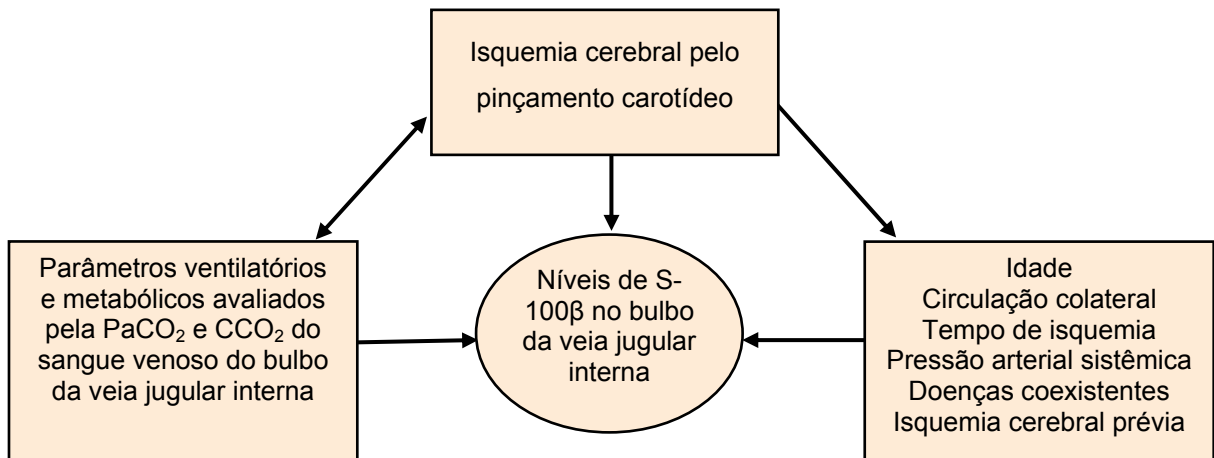 Isquemia cerebral pelo
pinçamento carotídeo
Parâmetros ventilatórios
e metabólicos avaliados
pela PaCO₂ e CCO₂ do
sangue venoso do bulbo
da veia jugular interna
Níveis de S-
100β no bulbo
da veia jugular
interna
Idade
Circulação colateral
Tempo de isquemia
Pressão arterial sistêmica
Doenças coexistentes
Isquemia cerebral prévia